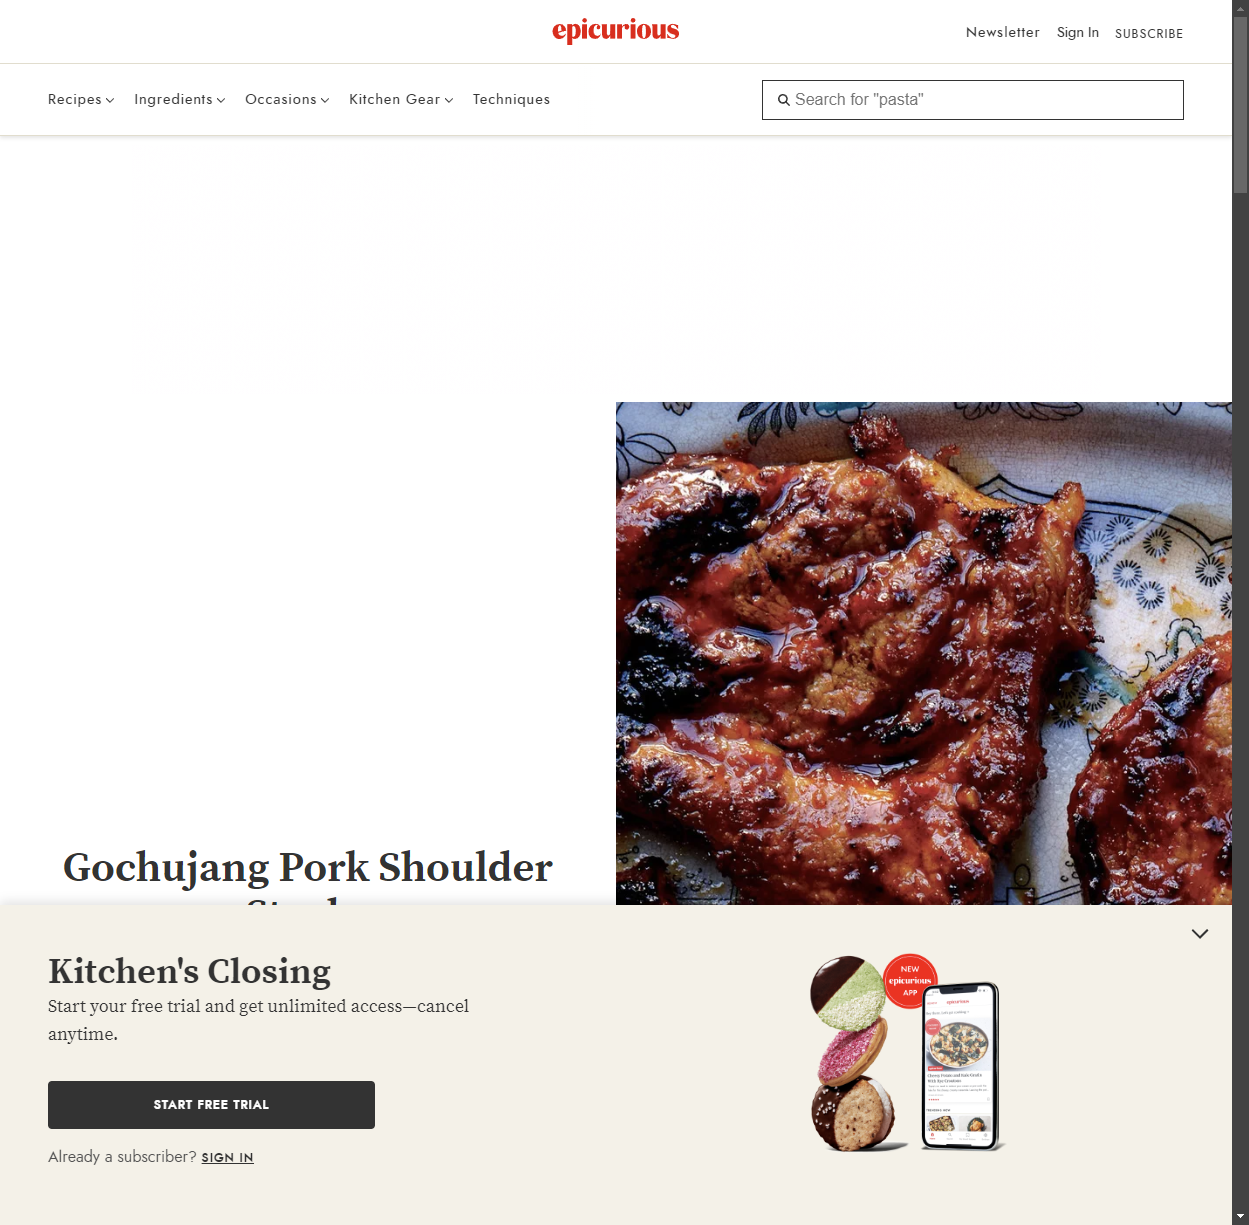 epicurious
Newsletter
Sign In
SUBSCRIBE
Recipes
Ingredients
Occasions
Kitchen Gear
Techniques
Search for "pasta"
Gochujang Pork Shoulder
Kitchen's Closing
Start your free trial and get unlimited access—cancel
anytime.
START FREE TRIAL
Already a subscriber? SIGN IN
NEW
epicurious
APP
epicurious